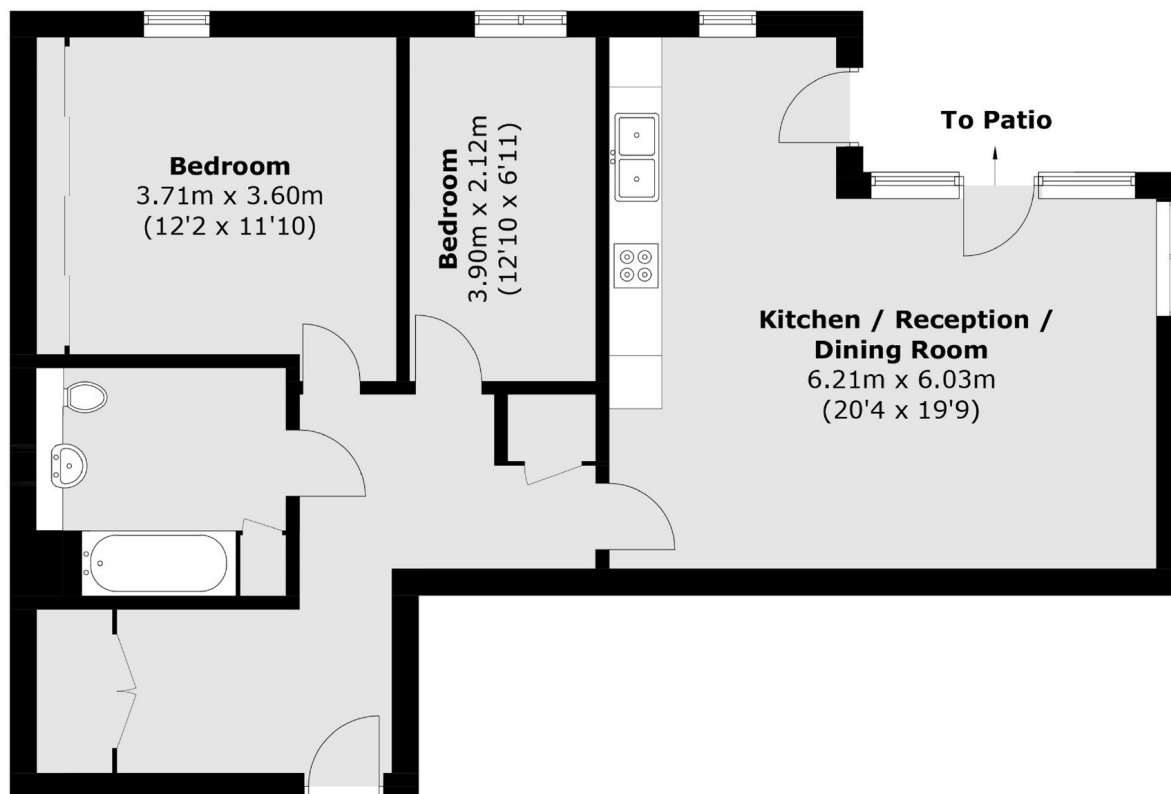 Bedroom
3.71m x 3.60m
(12'2 x 11'10)
Bedroom
3.90m x 2.12m
(12'10 x 6'11)
To Patio
Kitchen / Reception /
Dining Room
6.21m x 6.03m
(20'4 x 19'9)